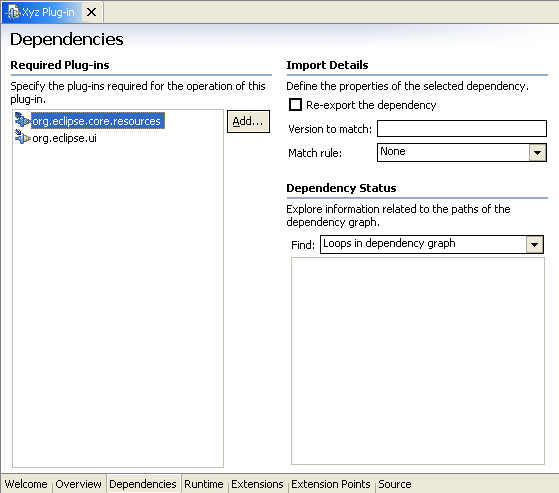 Xyz Plug-in
Dependencies
Required Plug-ins
Specify the plug-ins required for the operation of this
plug-in.
org.eclipse.core.resources
org.eclipse.ui
Add...
Import Details
Define the properties of the selected dependency.
Re-export the dependency
Version to match:
Match rule: None
Dependency Status
Explore information related to the paths of the
dependency graph.
Find: Loops in dependency graph
Welcome Overview Dependencies Runtime Extensions Extension Points Source